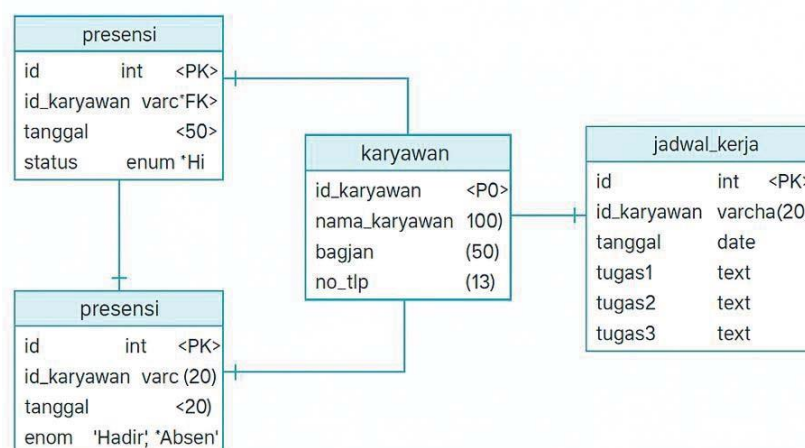 presensi
id int <PK>
id_karyawan varc*FK>
tanggal <50>
status enum *Hi
karyawan
id_karyawan <P0>
nama_karyawan 100)
bagjan (50)
no_tlp (13)
jadwal_kerja
id int <PK>
id_karyawan varcha(20
tanggal date
tugas1 text
tugas2 text
tugas3 text
presensi
id int <PK>
id_karyawan varc (20)
tanggal <20)
enom 'Hadir', *Absen'